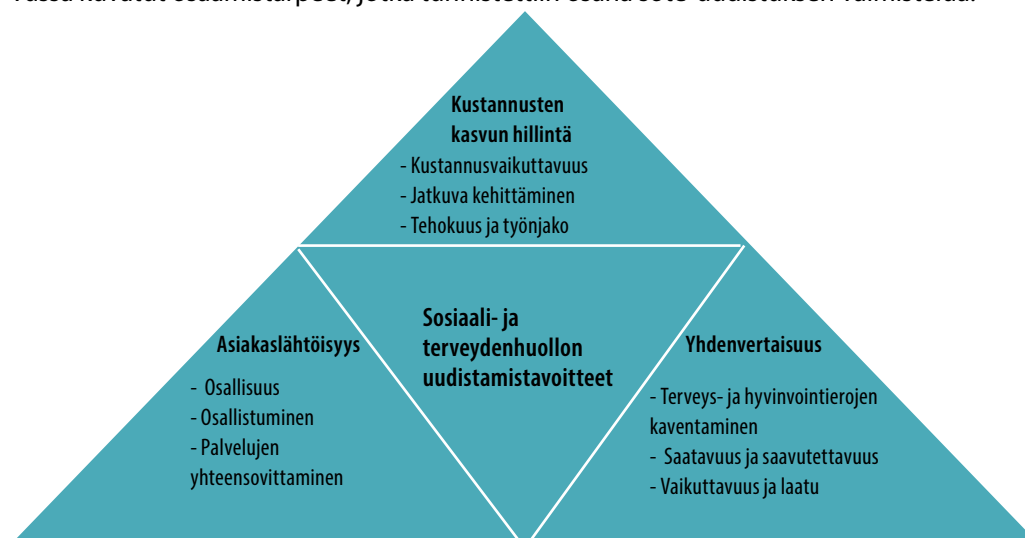 Kustannusten
kasvun hillintä
- Kustannusvaikuttavuus
- Jatkuva kehittäminen
- Tehokuus ja työnjako
Sosiaali- ja
terveydenhuollon
uudistamistavoitteet
Asiakaslähtöisyys
- Osallisuus
- Osallistuminen
- Palvelujen
yhteensovittaminen
Yhdenvertaisuus
- Terveys- ja hyvinvointierojen
kaventaminen
- Saatavuus ja saavutettavuus
- Vaikuttavuus ja laatu